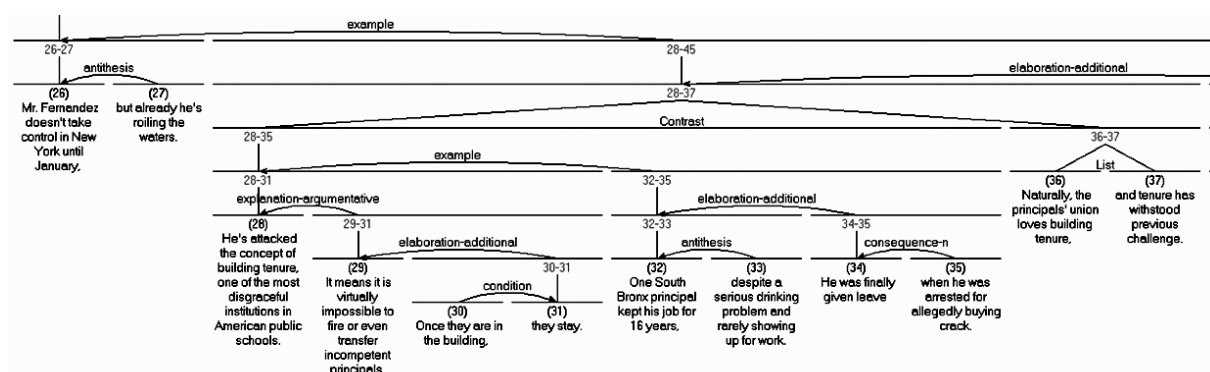 example
26-27 28-45
antithesis elaboration-additional
(26) (27) 28-37
Mr. Fernandez
doesn't take
control in New
York until
January,
but already he's
roiling the
waters.
Contrast
28-35 36-37
example List
28-31 32-35
(36) (37)
Naturally, the
principals' union
loves building
tenure,
and tenure has
withstood
previous
challenge.
explanation-argumentative elaboration-additional
(28) 29-31 32-33 34-35
He's attacked
the concept of
building tenure,
one of the most
disgraceful
institutions in
American public
schools.
elaboration-additional antithesis consequence-n
(29) 30-31 (32) (33) (34) (35)
It means it is
virtually
impossible to
fire or even
transfer
incompetent
principals
condition
(30) (31)
Once they are in
the building,
they stay.
One South
Bronx principal
kept his job for
16 years,
despite a
serious drinking
problem and
rarely showing
up for work.
He was finally
given leave
when he was
arrested for
allegedly buying
crack.